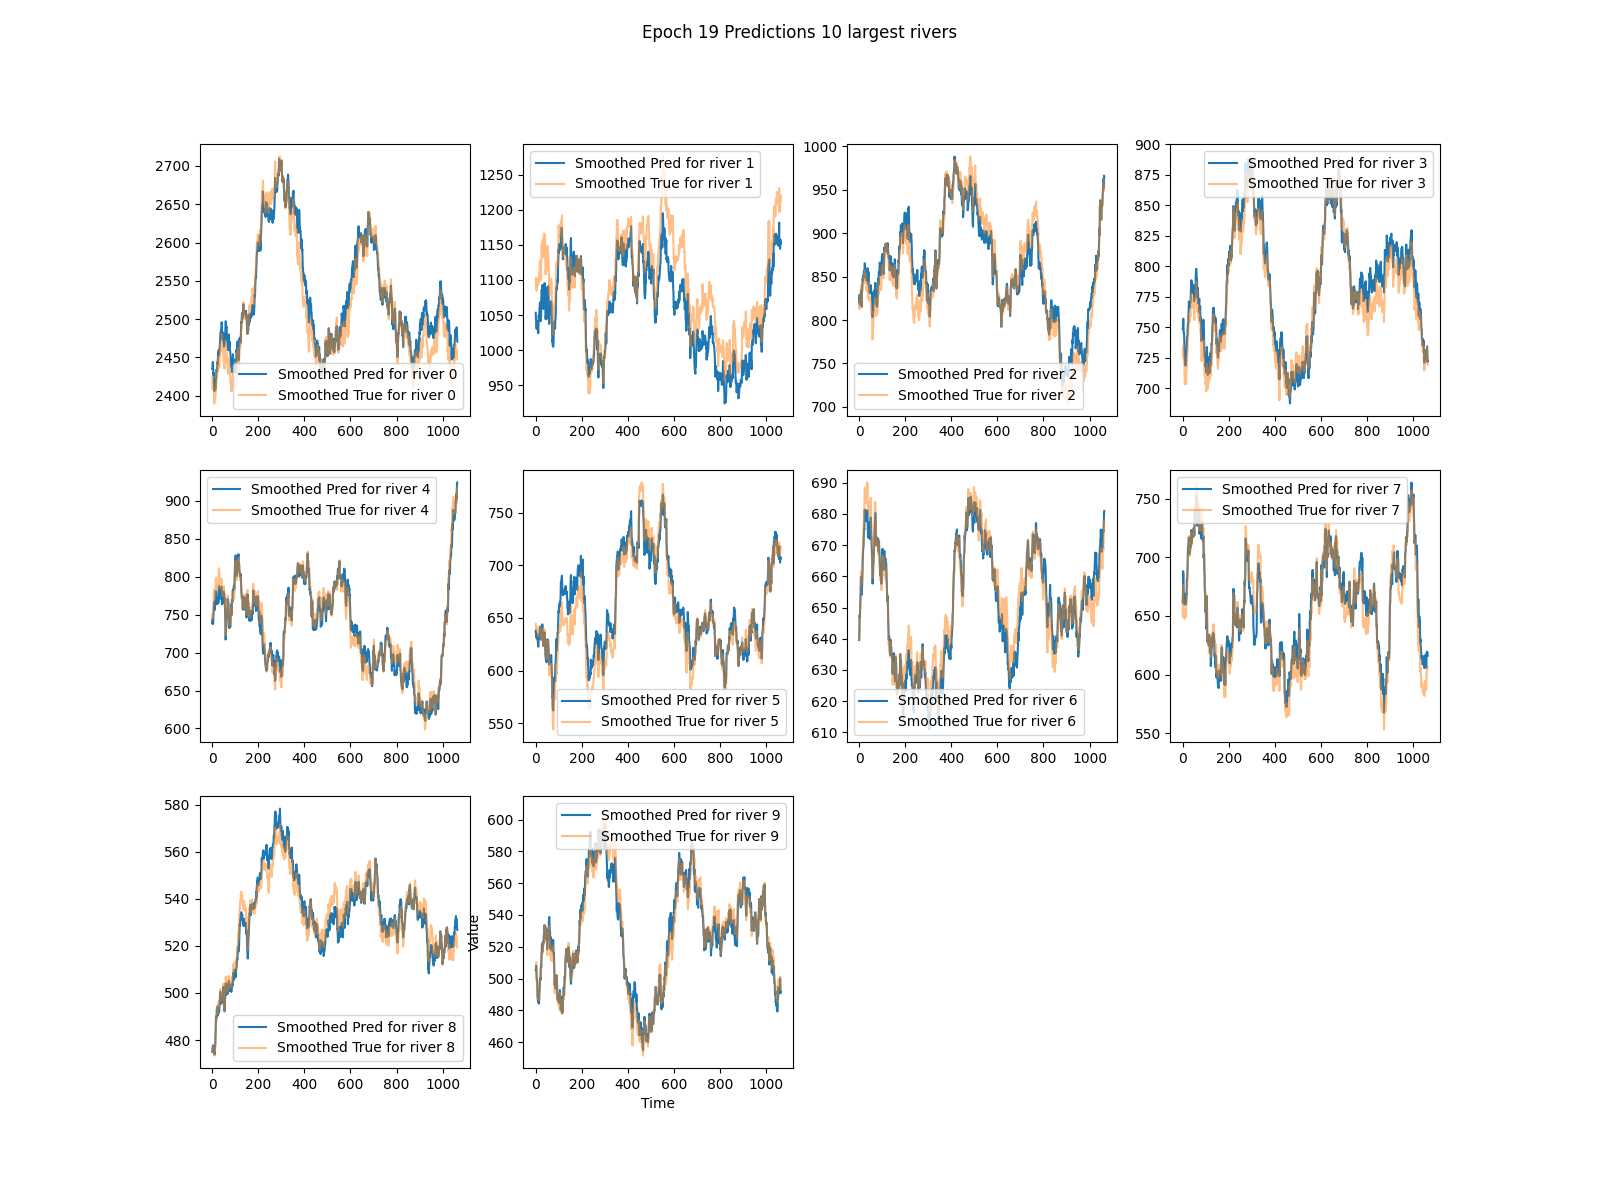 Epoch 19 Predictions 10 largest rivers
2700
2650
2600
2550
2500
2450
2400
Smoothed Pred for river 0
Smoothed True for river 0
0 200 400 600 800 1000
1250
1200
1150
1100
1050
1000
950
Smoothed Pred for river 1
Smoothed True for river 1
0 200 400 600 800 1000
1000
950
900
850
800
750
700
Smoothed Pred for river 2
Smoothed True for river 2
0 200 400 600 800 1000
900
875
850
825
800
775
750
725
700
Smoothed Pred for river 3
Smoothed True for river 3
0 200 400 600 800 1000
900
850
800
750
700
650
600
Smoothed Pred for river 4
Smoothed True for river 4
0 200 400 600 800 1000
750
700
650
600
550
Smoothed Pred for river 5
Smoothed True for river 5
0 200 400 600 800 1000
690
680
670
660
650
640
630
620
610
Smoothed Pred for river 6
Smoothed True for river 6
0 200 400 600 800 1000
750
700
650
600
550
Smoothed Pred for river 7
Smoothed True for river 7
0 200 400 600 800 1000
580
560
540
520
500
480
Smoothed Pred for river 8
Smoothed True for river 8
0 200 400 600 800 1000
Value
600
580
560
540
520
500
480
460
Smoothed Pred for river 9
Smoothed True for river 9
0 200 400 600 800 1000
Time